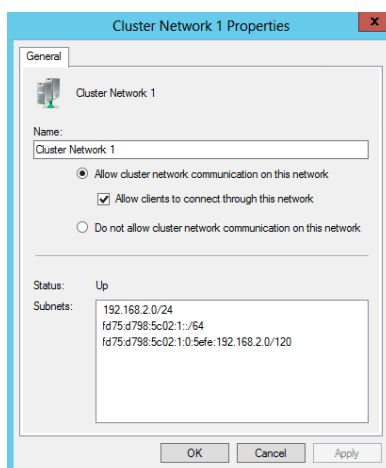 Cluster Network 1 Properties
x
General
Cluster Network 1
Name:
Cluster Network 1
Allow cluster network communication on this network
Allow clients to connect through this network
Do not allow cluster network communication on this network
Status: Up
Subnets: 192.168.2.0/24
fd75:d798:5c02:1::/64
fd75:d798:5c02:1:0:5efe:192.168.2.0/120
OK Cancel Apply